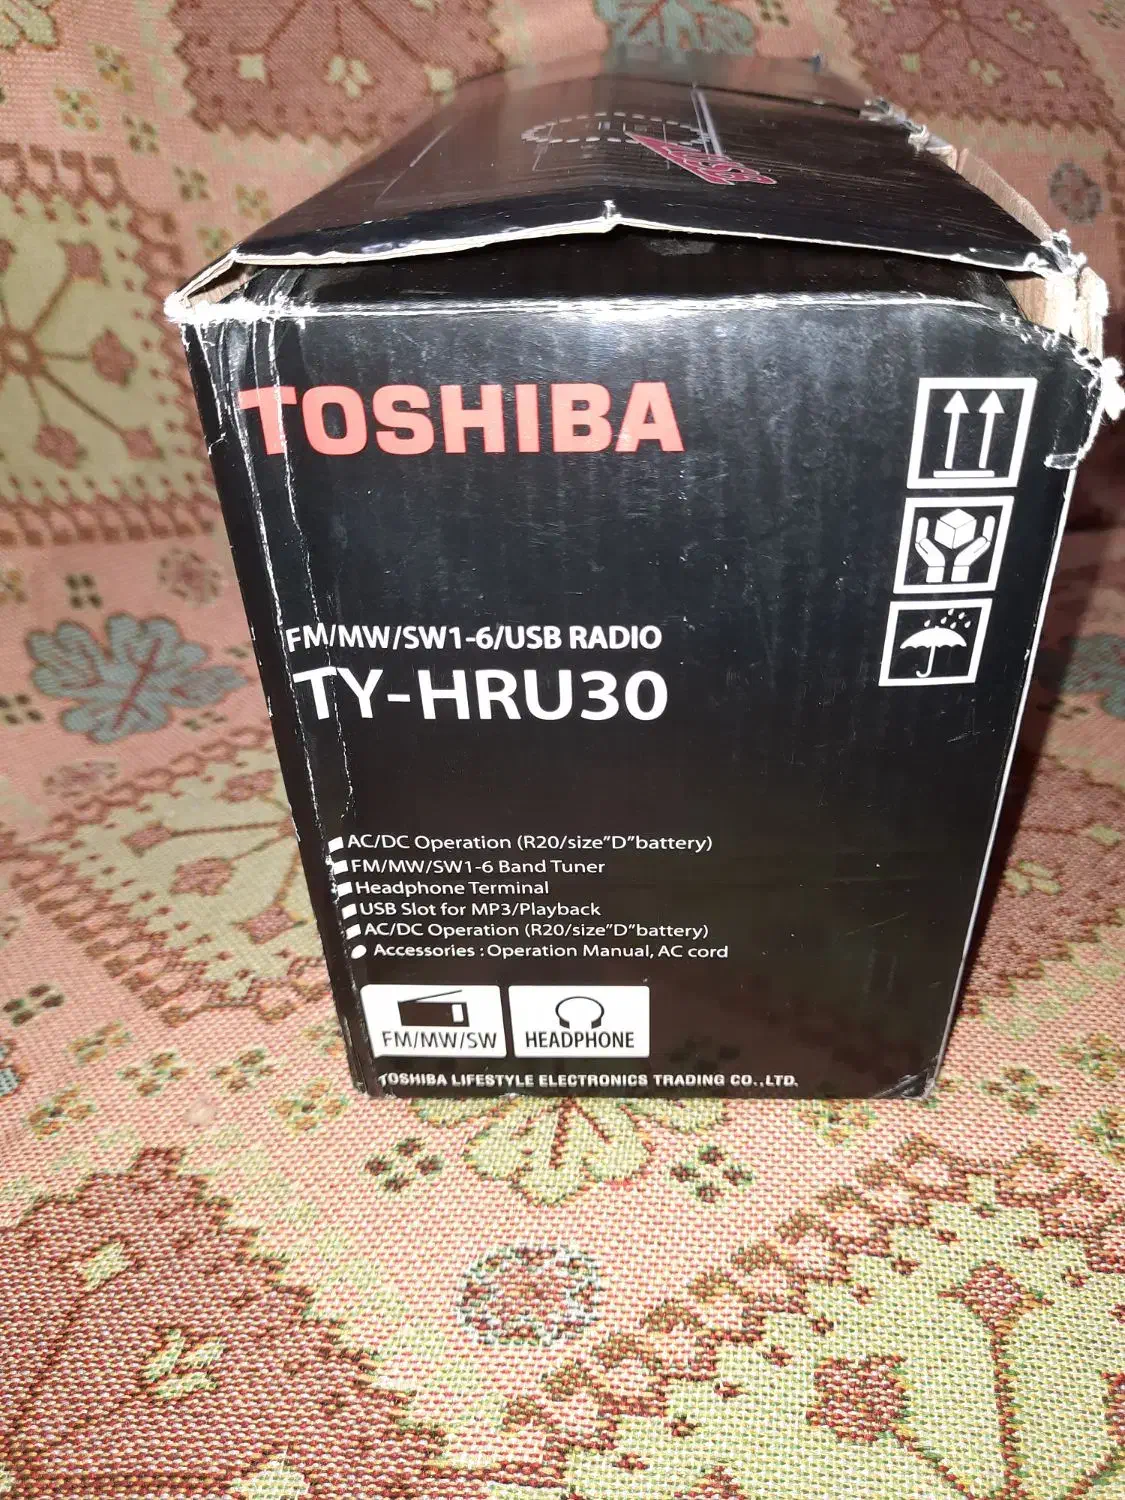 USB
TOSHIBA
FM/MW/SW1-6/USB RADIO
TY-HRU30
AC/DC Operation (R20/size"D"battery)
FM/MW/SW1-6 Band Tuner
Headphone Terminal
USB Slot for MP3/Playback
AC/DC Operation (R20/size"D"battery)
Accessories : Operation Manual, AC cord
FM/MW/SW
HEADPHONE
TOSHIBA LIFESTYLE ELECTRONICS TRADING CO.,LTD.